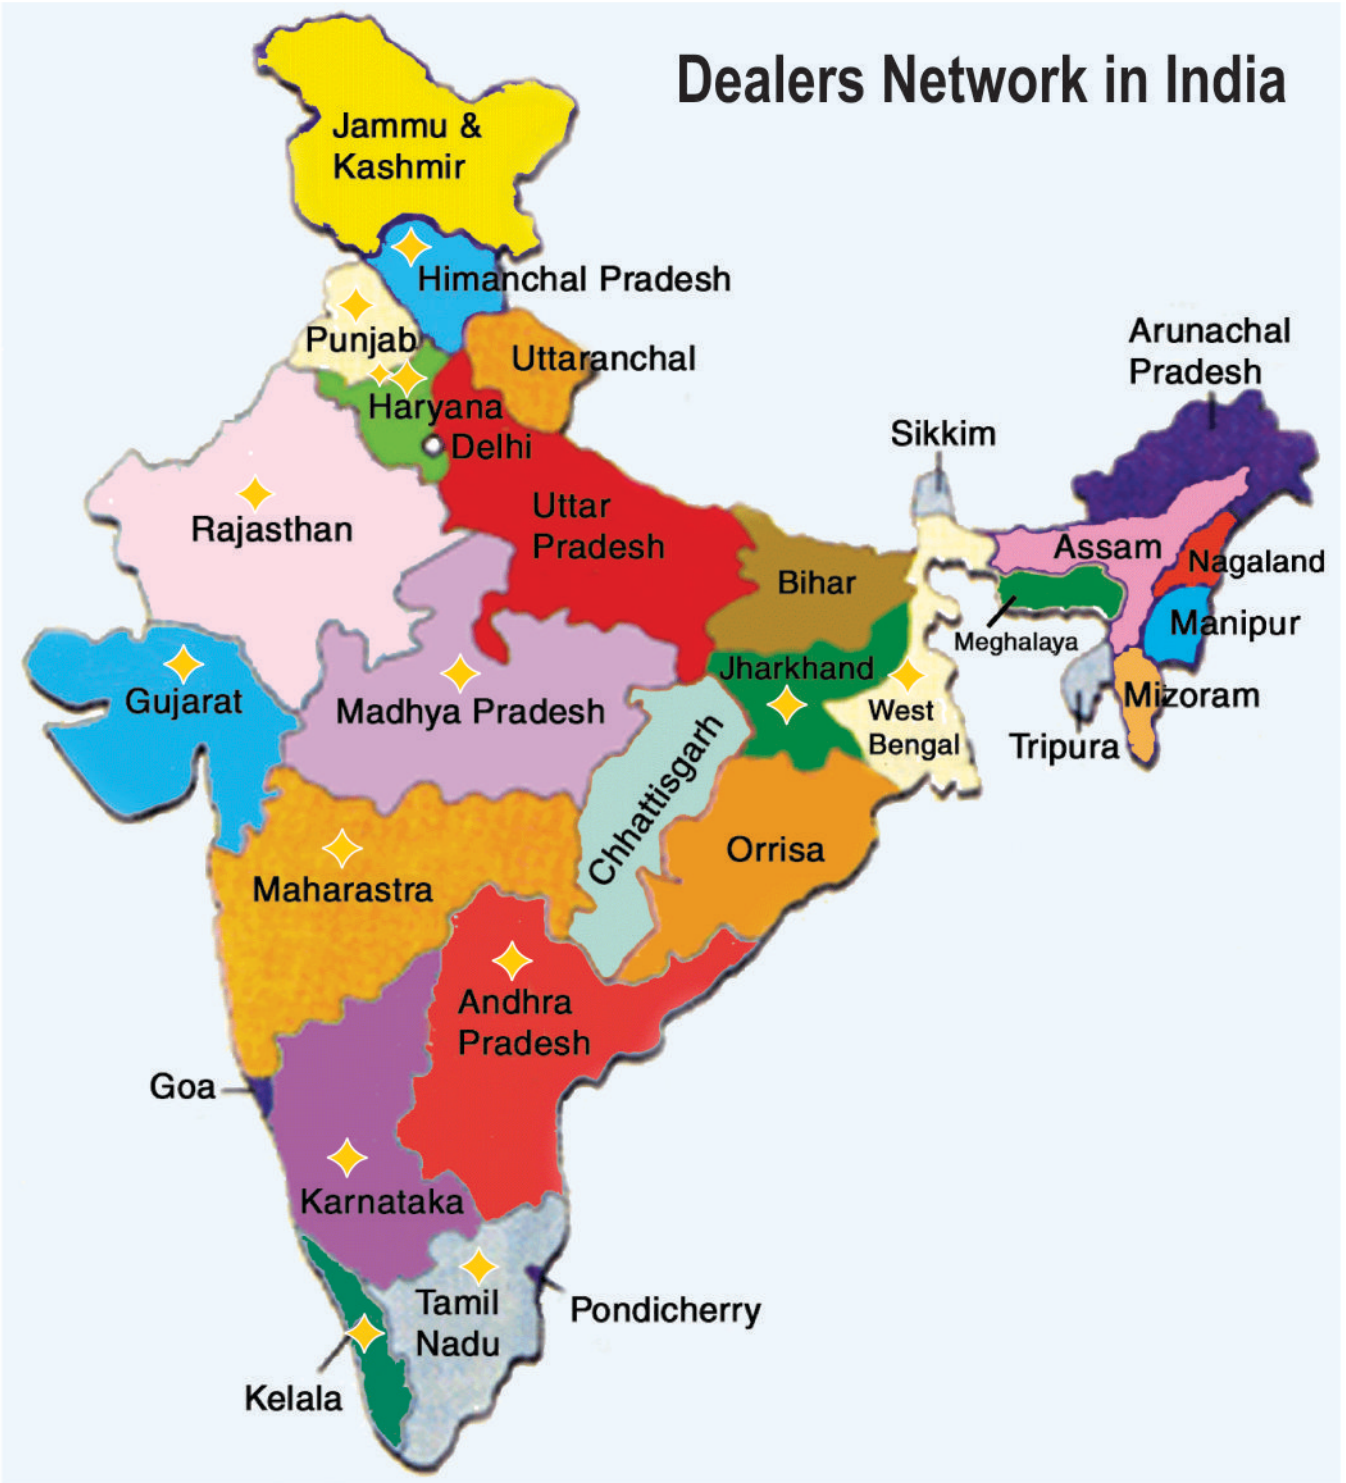 Dealers Network in India
Jammu &
Kashmir
Himanchal Pradesh
Punjab
Uttaranchal
Haryana
Delhi
Arunachal
Pradesh
Sikkim
Rajasthan
Uttar
Pradesh
Bihar
Assam
Nagaland
Meghalaya
Manipur
Gujarat
Madhya Pradesh
Jharkhand
West
Bengal
Mizoram
Tripura
Chhattisgarh
Orrisa
Maharastra
Andhra
Pradesh
Goa
Karnataka
Tamil
Nadu
Pondicherry
Kelala